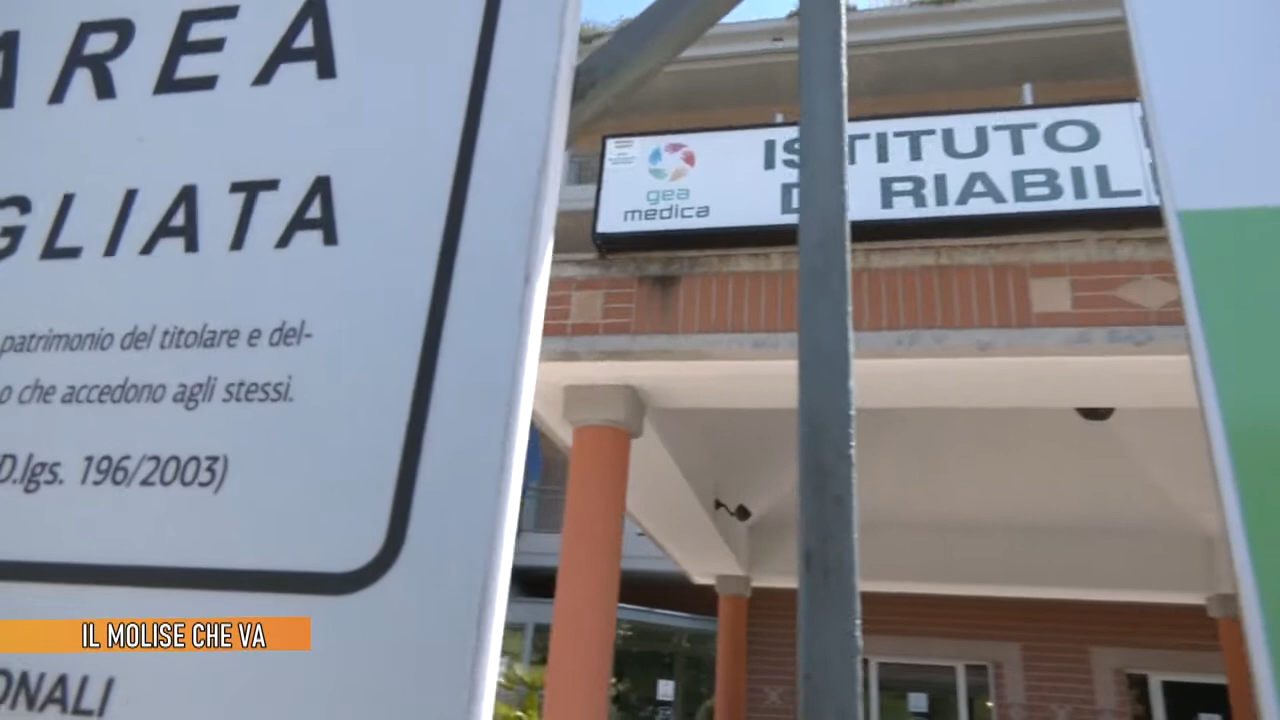 AREA
GLIATA
patrimonio del titolare e del-
o che accedono agli stessi.
D.lgs. 196/2003)
IL MOLISE CHE VA
ONALI
gea
medica
ISTITUTO
DI RIABIL